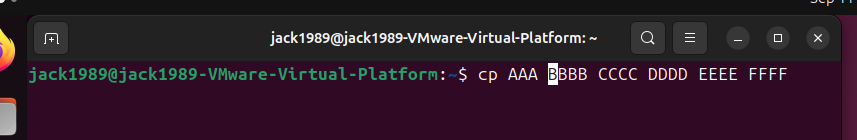 jack1989@jack1989-VMware-Virtual-Platform: ~
jack1989@jack1989-VMware-Virtual-Platform:~$ cp AAA BBBB CCCC DDDD EEEE FFFF